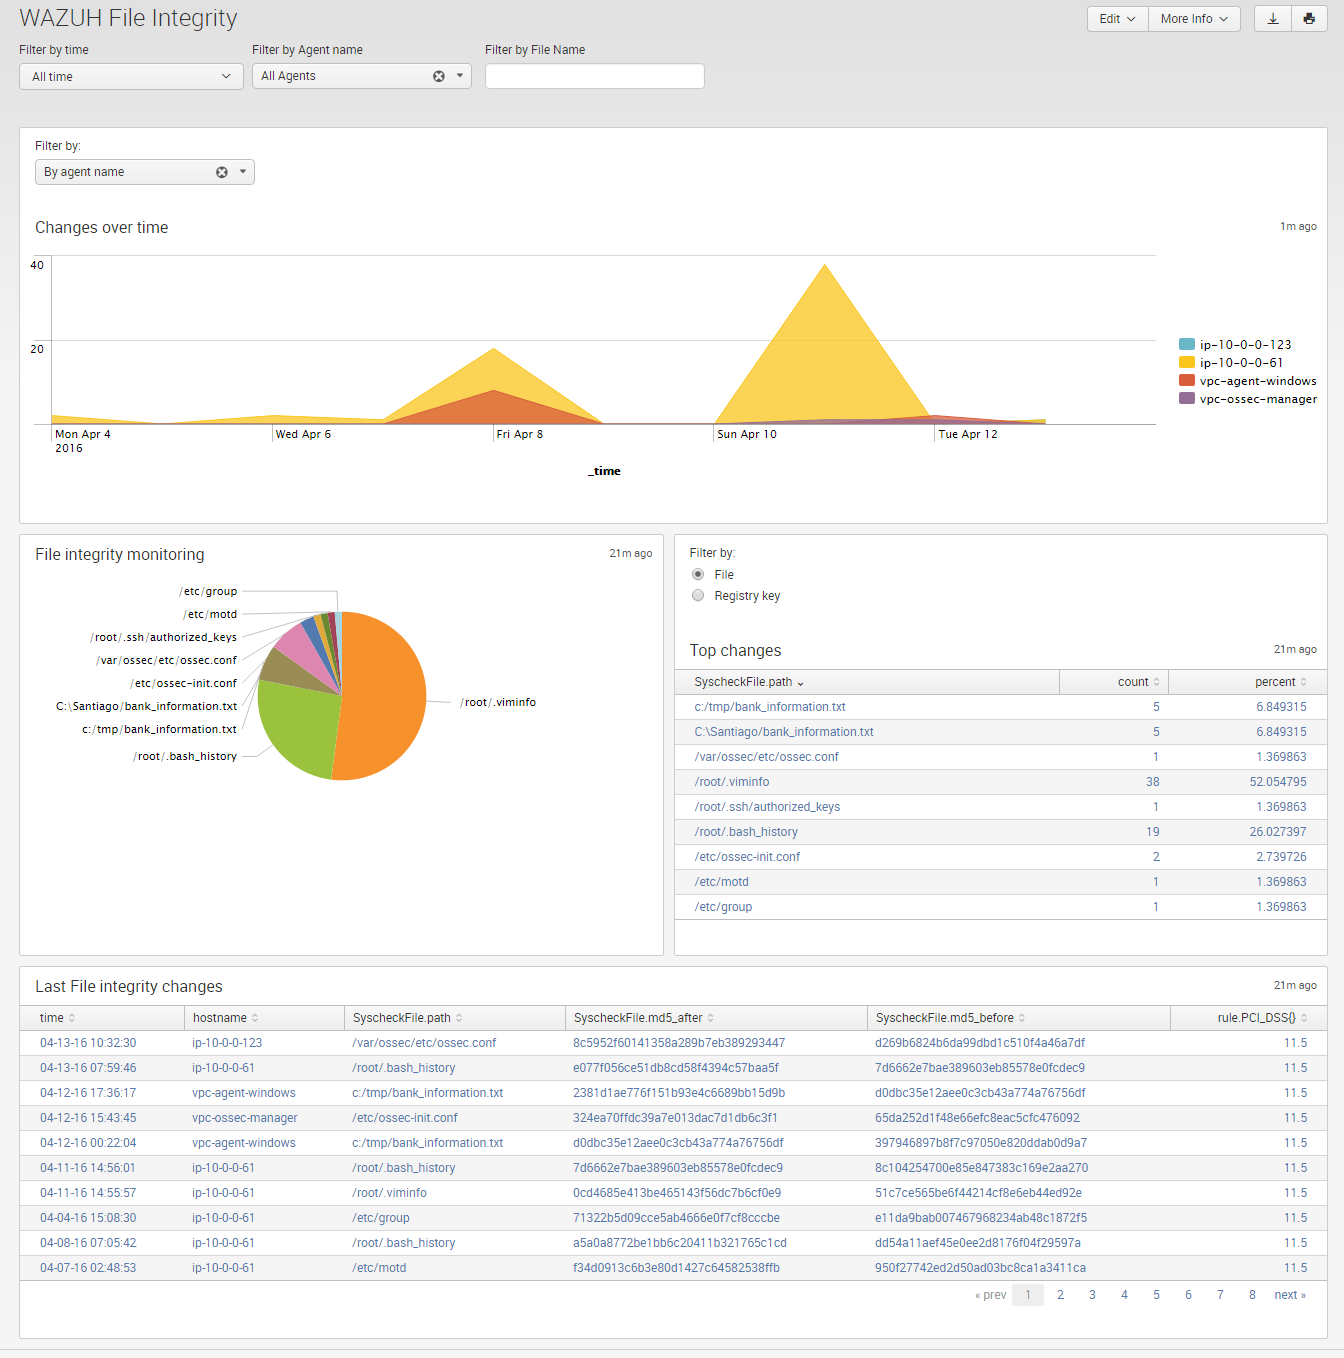 WAZUH File Integrity
Edit More Info
Filter by time Filter by Agent name Filter by File Name
All time All Agents
Filter by:
By agent name
Changes over time 1m ago
40
20
ip-10-0-0-123
ip-10-0-0-61
vpc-agent-windows
vpc-ossec-manager
Mon Apr 4 Wed Apr 6 Fri Apr 8 Sun Apr 10 Tue Apr 12
2016
_time
File integrity monitoring 21m ago
/etc/group
/etc/motd
/root/.ssh/authorized_keys
/var/ossec/etc/ossec.conf
/etc/ossec-init.conf
C:\Santiago/bank_information.txt
c:/tmp/bank_information.txt
/root/.bash_history
/root/.viminfo
Filter by:
File
Registry key
Top changes 21m ago
SyscheckFile.path count percent
c:/tmp/bank_information.txt 5 6.849315
C:\Santiago/bank_information.txt 5 6.849315
/var/ossec/etc/ossec.conf 1 1.369863
/root/.viminfo 38 52.054795
/root/.ssh/authorized_keys 1 1.369863
/root/.bash_history 19 26.027397
/etc/ossec-init.conf 2 2.739726
/etc/motd 1 1.369863
/etc/group 1 1.369863
Last File integrity changes 21m ago
time hostname SyscheckFile.path SyscheckFile.md5_after SyscheckFile.md5_before rule.PCI_DSS{}
04-13-16 10:32:30 ip-10-0-0-123 /var/ossec/etc/ossec.conf 8c5952f60141358a289b7eb389293447 d269b6824b6da99dbd1c510f4a46a7df 11.5
04-13-16 07:59:46 ip-10-0-0-61 /root/.bash_history e077f056ce51db8cd58f4394c57baa5f 7d6662e7bae389603eb85578e0fcdec9 11.5
04-12-16 17:36:17 vpc-agent-windows c:/tmp/bank_information.txt 2381d1ae776f151b93e4c6689bb15d9b d0dbc35e12aee0c3cb43a774a76756df 11.5
04-12-16 15:43:45 vpc-ossec-manager /etc/ossec-init.conf 324ea70ffdc39a7e013dac7d1db6c3f1 65da252d1f48e66efc8eac5cfc476092 11.5
04-12-16 00:22:04 vpc-agent-windows c:/tmp/bank_information.txt d0dbc35e12aee0c3cb43a774a76756df 397946897b8f7c97050e820ddab0d9a7 11.5
04-11-16 14:56:01 ip-10-0-0-61 /root/.bash_history 7d6662e7bae389603eb85578e0fcdec9 8c104254700e85e847383c169e2aa270 11.5
04-11-16 14:55:57 ip-10-0-0-61 /root/.viminfo 0cd4685e413be465143f56dc7b6cf0e9 51c7ce565be6f44214cf8e6eb44ed92e 11.5
04-04-16 15:08:30 ip-10-0-0-61 /etc/group 71322b5d09cce5ab4666e0f7cf8cccbe e11da9bab007467968234ab48c1872f5 11.5
04-08-16 07:05:42 ip-10-0-0-61 /root/.bash_history a5a0a8772be1bb6c20411b321765c1cd dd54a11aef45e0ee2d8176f04f29597a 11.5
04-07-16 02:48:53 ip-10-0-0-61 /etc/motd f34d0913c6b3e80d1427c64582538ffb 950f27742ed2d50ad03bc8ca1a3411ca 11.5
« prev 1 2 3 4 5 6 7 8 next »